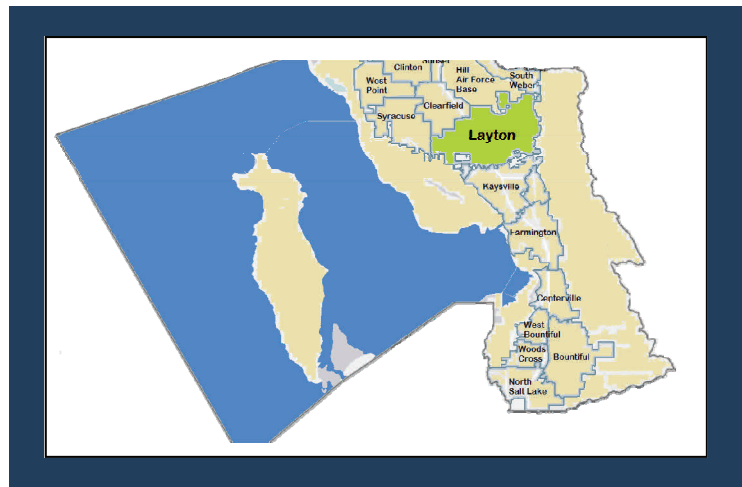 Clinton
Hill
Air Force
Base
South
Weber
West
Point
Clearfield
Syracuse
Layton
Kaysville
Farmington
Centerville
West
Bountiful
Woods
Cross
Bountiful
North
Salt Lake